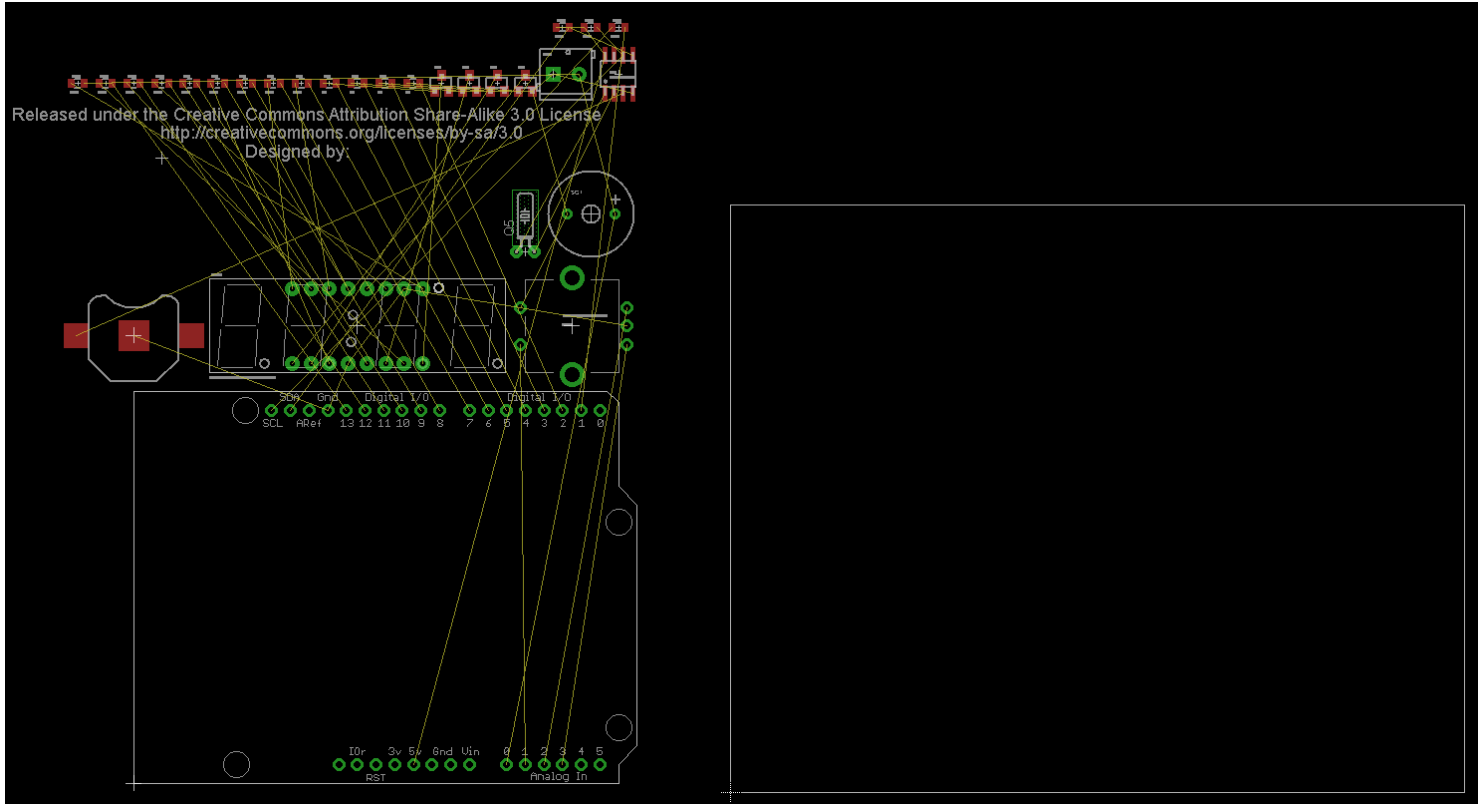 Released under the Creative Commons Attribution Share-Alike 3.0 License
http://creativecommons.org/licenses/by-sa/3.0
Designed by:
SG1
Q5
SDA Gnd Digital I/O Digital I/O
SCL ARef 13 12 11 10 9 8 7 6 5 4 3 2 1 0
IOr 3v 5v Gnd Vin 0 1 2 3 4 5
RST Analog In